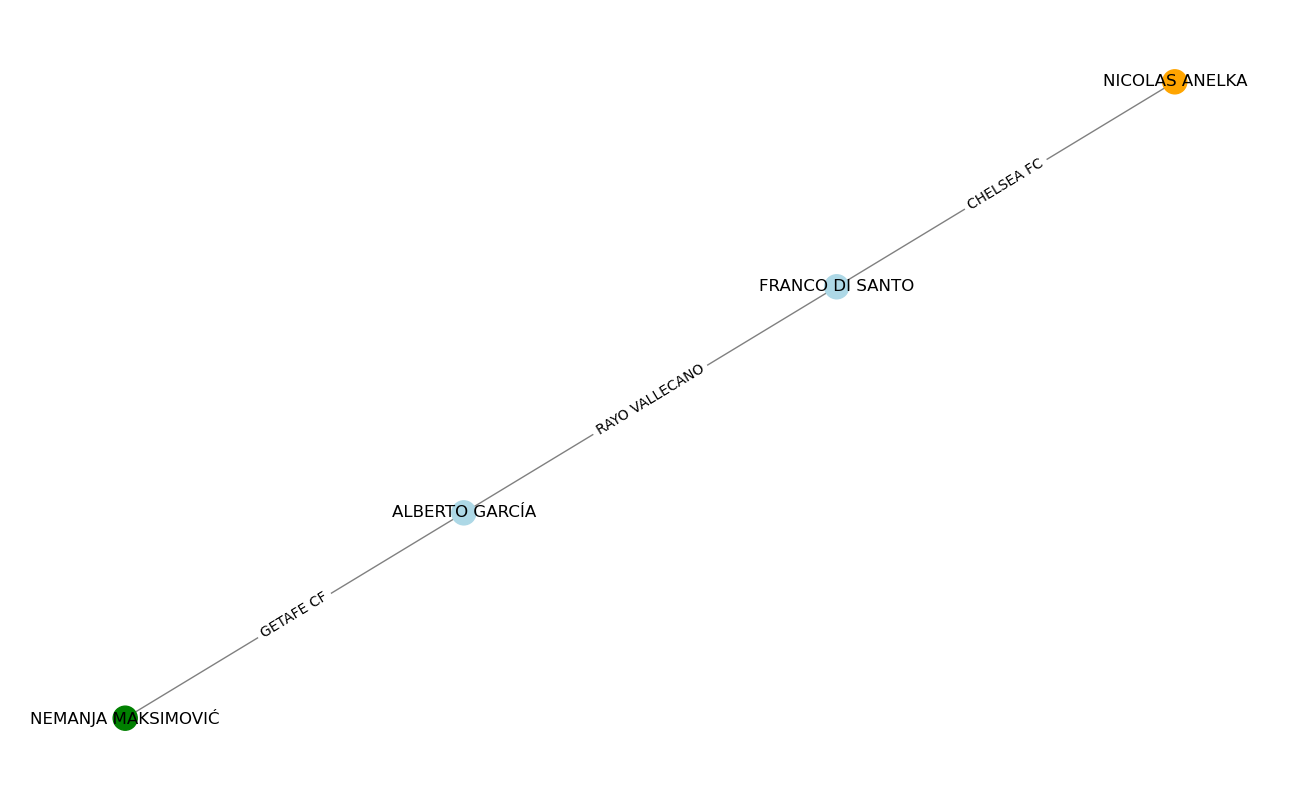 NICOLAS ANELKA
CHELSEA FC
FRANCO DI SANTO
RAYO VALLECANO
ALBERTO GARCÍA
GETAFE CF
NEMANJA MAKSIMOVIĆ